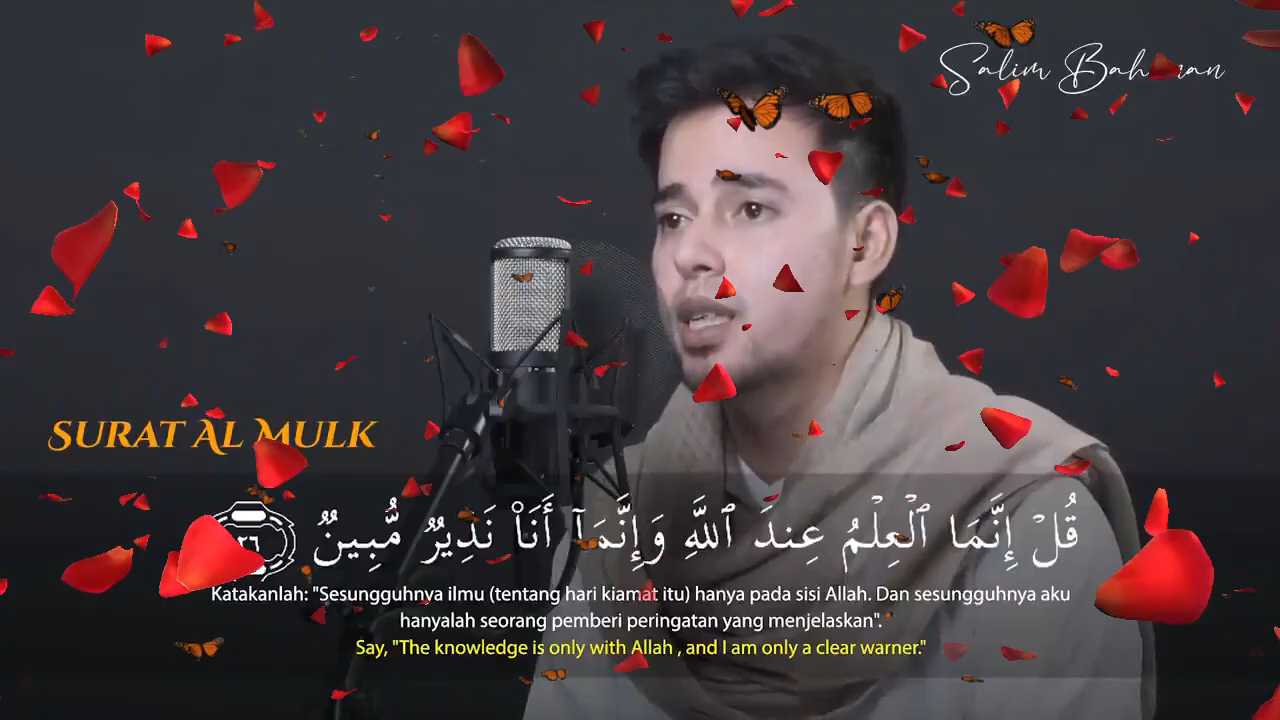 Salim
SURAT AL MULK
قُلْ إِنَّمَا ٱلْعِلْمُ عِندَ ٱللَّهِ وَإِنَّمَآ أَنَا۠ نَذِيرٌ مُّبِينٌ ٢٦
Katakanlah: "Sesungguhnya ilmu (tentang hari kiamat itu) hanya pada sisi Allah. Dan sesungguhnya aku
hanyalah seorang pemberi peringatan yang menjelaskan".
Say, "The knowledge is only with Allah , and I am only a clear warner."